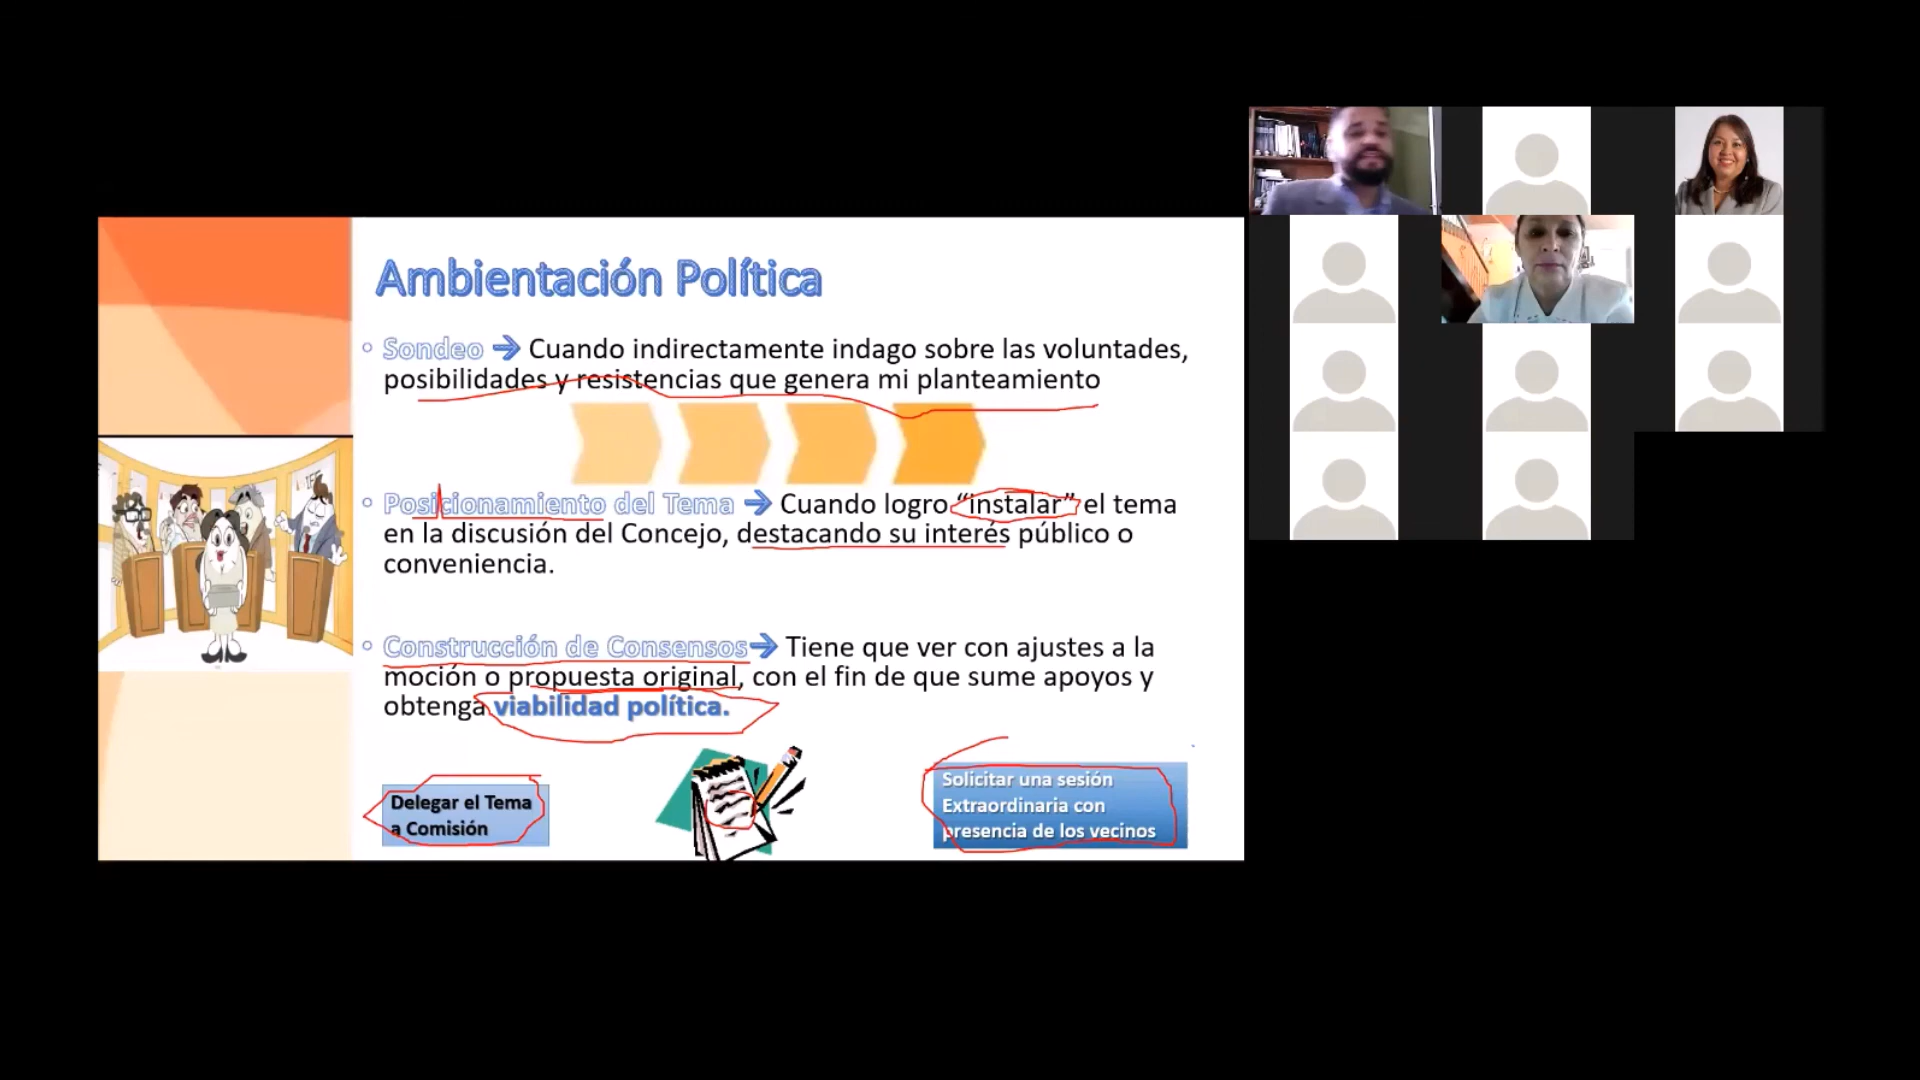 Ambientación Política
Sondeo → Cuando indirectamente indago sobre las voluntades,
posibilidades y resistencias que genera mi planteamiento
Posicionamiento del Tema → Cuando logro “instalar” el tema
en la discusión del Concejo, destacando su interés público o
conveniencia.
Construcción de Consensos→ Tiene que ver con ajustes a la
moción o propuesta original, con el fin de que sume apoyos y
obtenga viabilidad política.
Delegar el Tema
a Comisión
Solicitar una sesión
Extraordinaria con
presencia de los vecinos